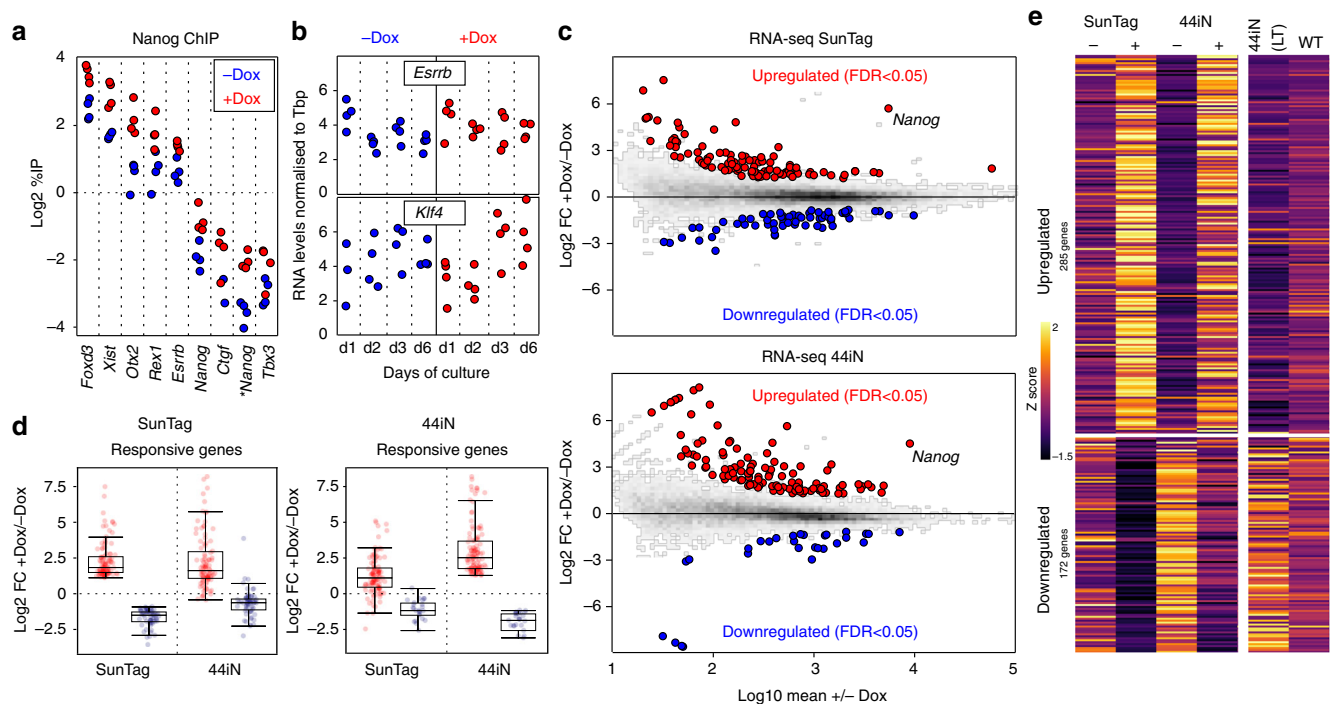 a
Nanog ChIP
–Dox
+Dox
Log2 %IP
4
2
0
−2
−4
Foxd3
Xist
Otx2
Rex1
Esrrb
Nanog
Ctgf
*Nanog
Tbx3
b
–Dox +Dox
Esrrb
Klf4
RNA levels normalised to Tbp
6
4
2
0
6
4
2
0
d1 d2 d3 d6 d1 d2 d3 d6
Days of culture
c
RNA-seq SunTag
Upregulated (FDR<0.05)
Nanog
Downregulated (FDR<0.05)
Log2 FC +Dox/−Dox
6
3
0
−3
−6
RNA-seq 44iN
Upregulated (FDR<0.05)
Nanog
Downregulated (FDR<0.05)
Log2 FC +Dox/−Dox
6
3
0
−3
−6
1 2 3 4 5
Log10 mean +/− Dox
d
SunTag
Responsive genes
Log2 FC +Dox/−Dox
7.5
5
2.5
0
−2.5
SunTag 44iN
44iN
Responsive genes
Log2 FC +Dox/−Dox
7.5
5
2.5
0
−2.5
SunTag 44iN
e
SunTag 44iN 44iN (LT) WT
– + – +
Upregulated
285 genes
Downregulated
172 genes
Z score
2
−1.5